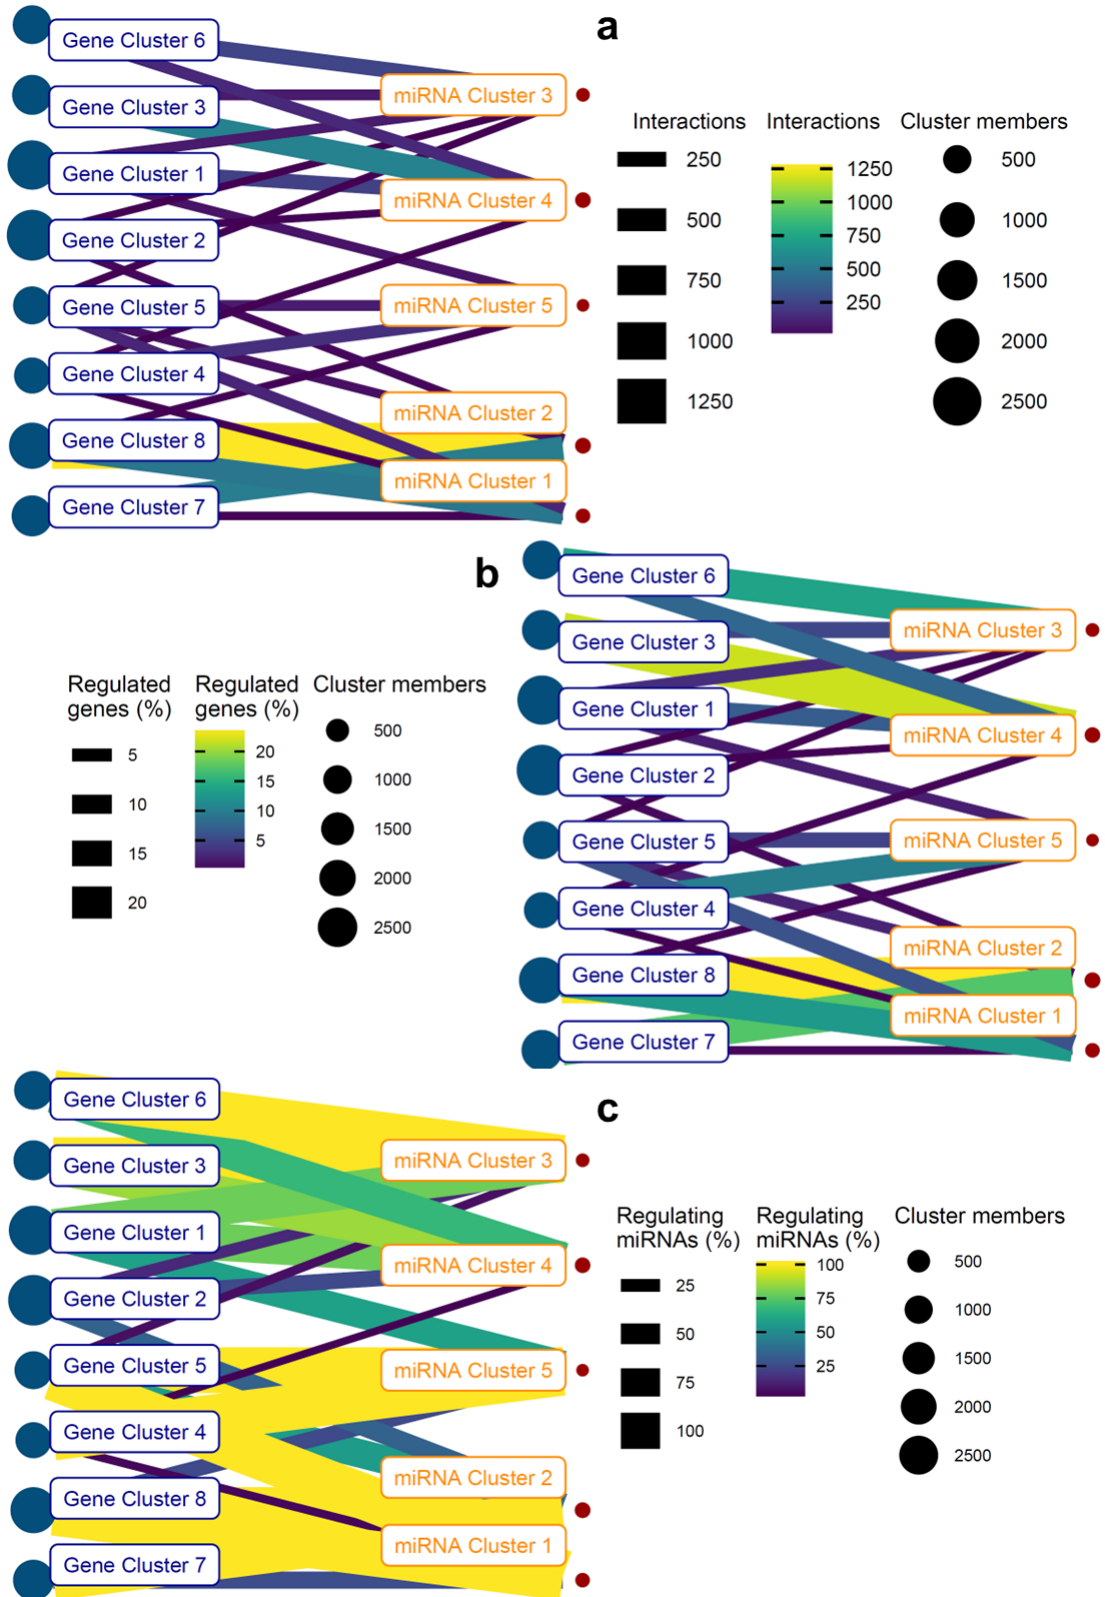 a
Gene Cluster 6
Gene Cluster 3
Gene Cluster 1
Gene Cluster 2
Gene Cluster 5
Gene Cluster 4
Gene Cluster 8
Gene Cluster 7
miRNA Cluster 3
miRNA Cluster 4
miRNA Cluster 5
miRNA Cluster 2
miRNA Cluster 1
Interactions
250
500
750
1000
1250
Interactions
1250
1000
750
500
250
Cluster members
500
1000
1500
2000
2500
b
Regulated
genes (%)
5
10
15
20
Regulated
genes (%)
20
15
10
5
Cluster members
500
1000
1500
2000
2500
Gene Cluster 6
Gene Cluster 3
Gene Cluster 1
Gene Cluster 2
Gene Cluster 5
Gene Cluster 4
Gene Cluster 8
Gene Cluster 7
miRNA Cluster 3
miRNA Cluster 4
miRNA Cluster 5
miRNA Cluster 2
miRNA Cluster 1
c
Gene Cluster 6
Gene Cluster 3
Gene Cluster 1
Gene Cluster 2
Gene Cluster 5
Gene Cluster 4
Gene Cluster 8
Gene Cluster 7
miRNA Cluster 3
miRNA Cluster 4
miRNA Cluster 5
miRNA Cluster 2
miRNA Cluster 1
Regulating
miRNAs (%)
25
50
75
100
Regulating
miRNAs (%)
100
75
50
25
Cluster members
500
1000
1500
2000
2500